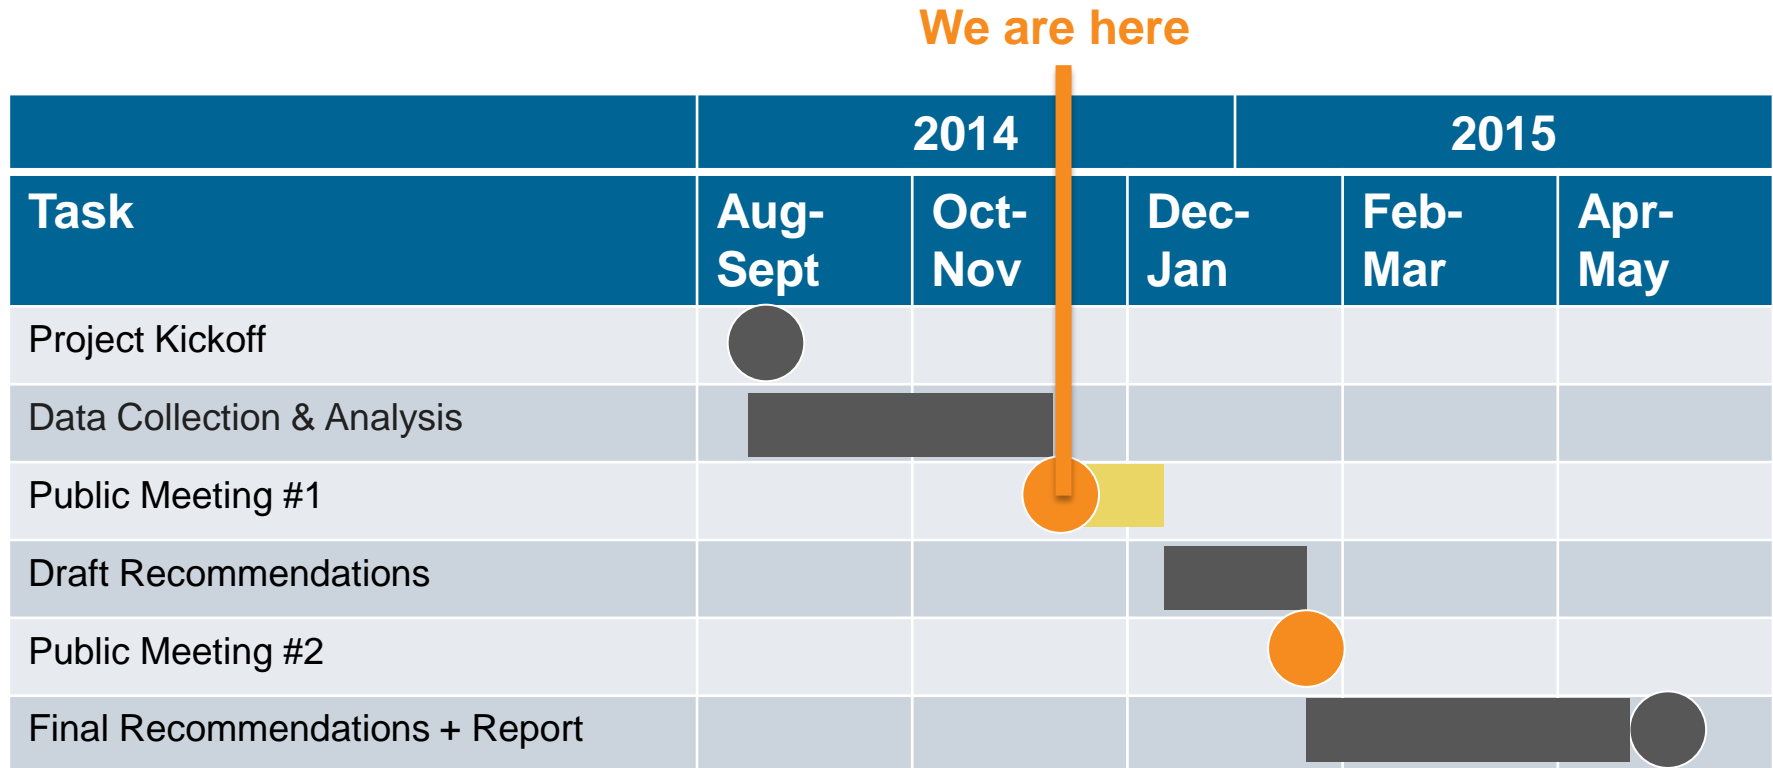 We are here
2014 2015
Task Aug- Oct- Dec- Feb- Apr-
Sept Nov Jan Mar May
Project Kickoff
Data Collection & Analysis
Public Meeting #1
Draft Recommendations
Public Meeting #2
Final Recommendations + Report